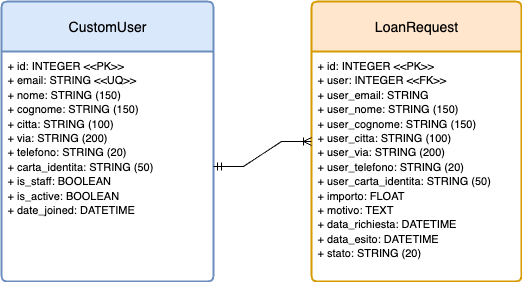 CustomUser
+ id: INTEGER <<PK>>
+ email: STRING <<UQ>>
+ nome: STRING (150)
+ cognome: STRING (150)
+ citta: STRING (100)
+ via: STRING (200)
+ telefono: STRING (20)
+ carta_identita: STRING (50)
+ is_staff: BOOLEAN
+ is_active: BOOLEAN
+ date_joined: DATETIME
LoanRequest
+ id: INTEGER <<PK>>
+ user: INTEGER <<FK>>
+ user_email: STRING
+ user_nome: STRING (150)
+ user_cognome: STRING (150)
+ user_citta: STRING (100)
+ user_via: STRING (200)
+ user_telefono: STRING (20)
+ user_carta_identita: STRING (50)
+ importo: FLOAT
+ motivo: TEXT
+ data_richiesta: DATETIME
+ data_esito: DATETIME
+ stato: STRING (20)